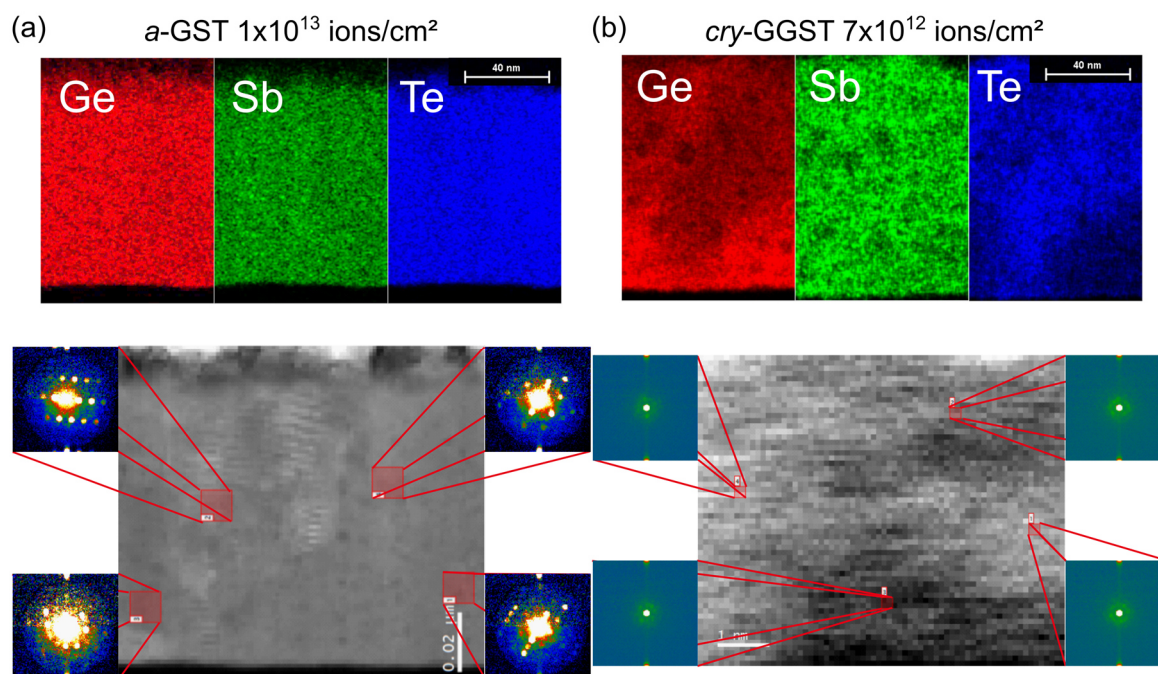 (a) a-GST 1x10¹³ ions/cm²
Ge Sb Te
40 nm
0.02 µm
(b) cry-GGST 7x10¹² ions/cm²
Ge Sb Te
40 nm
1 nm